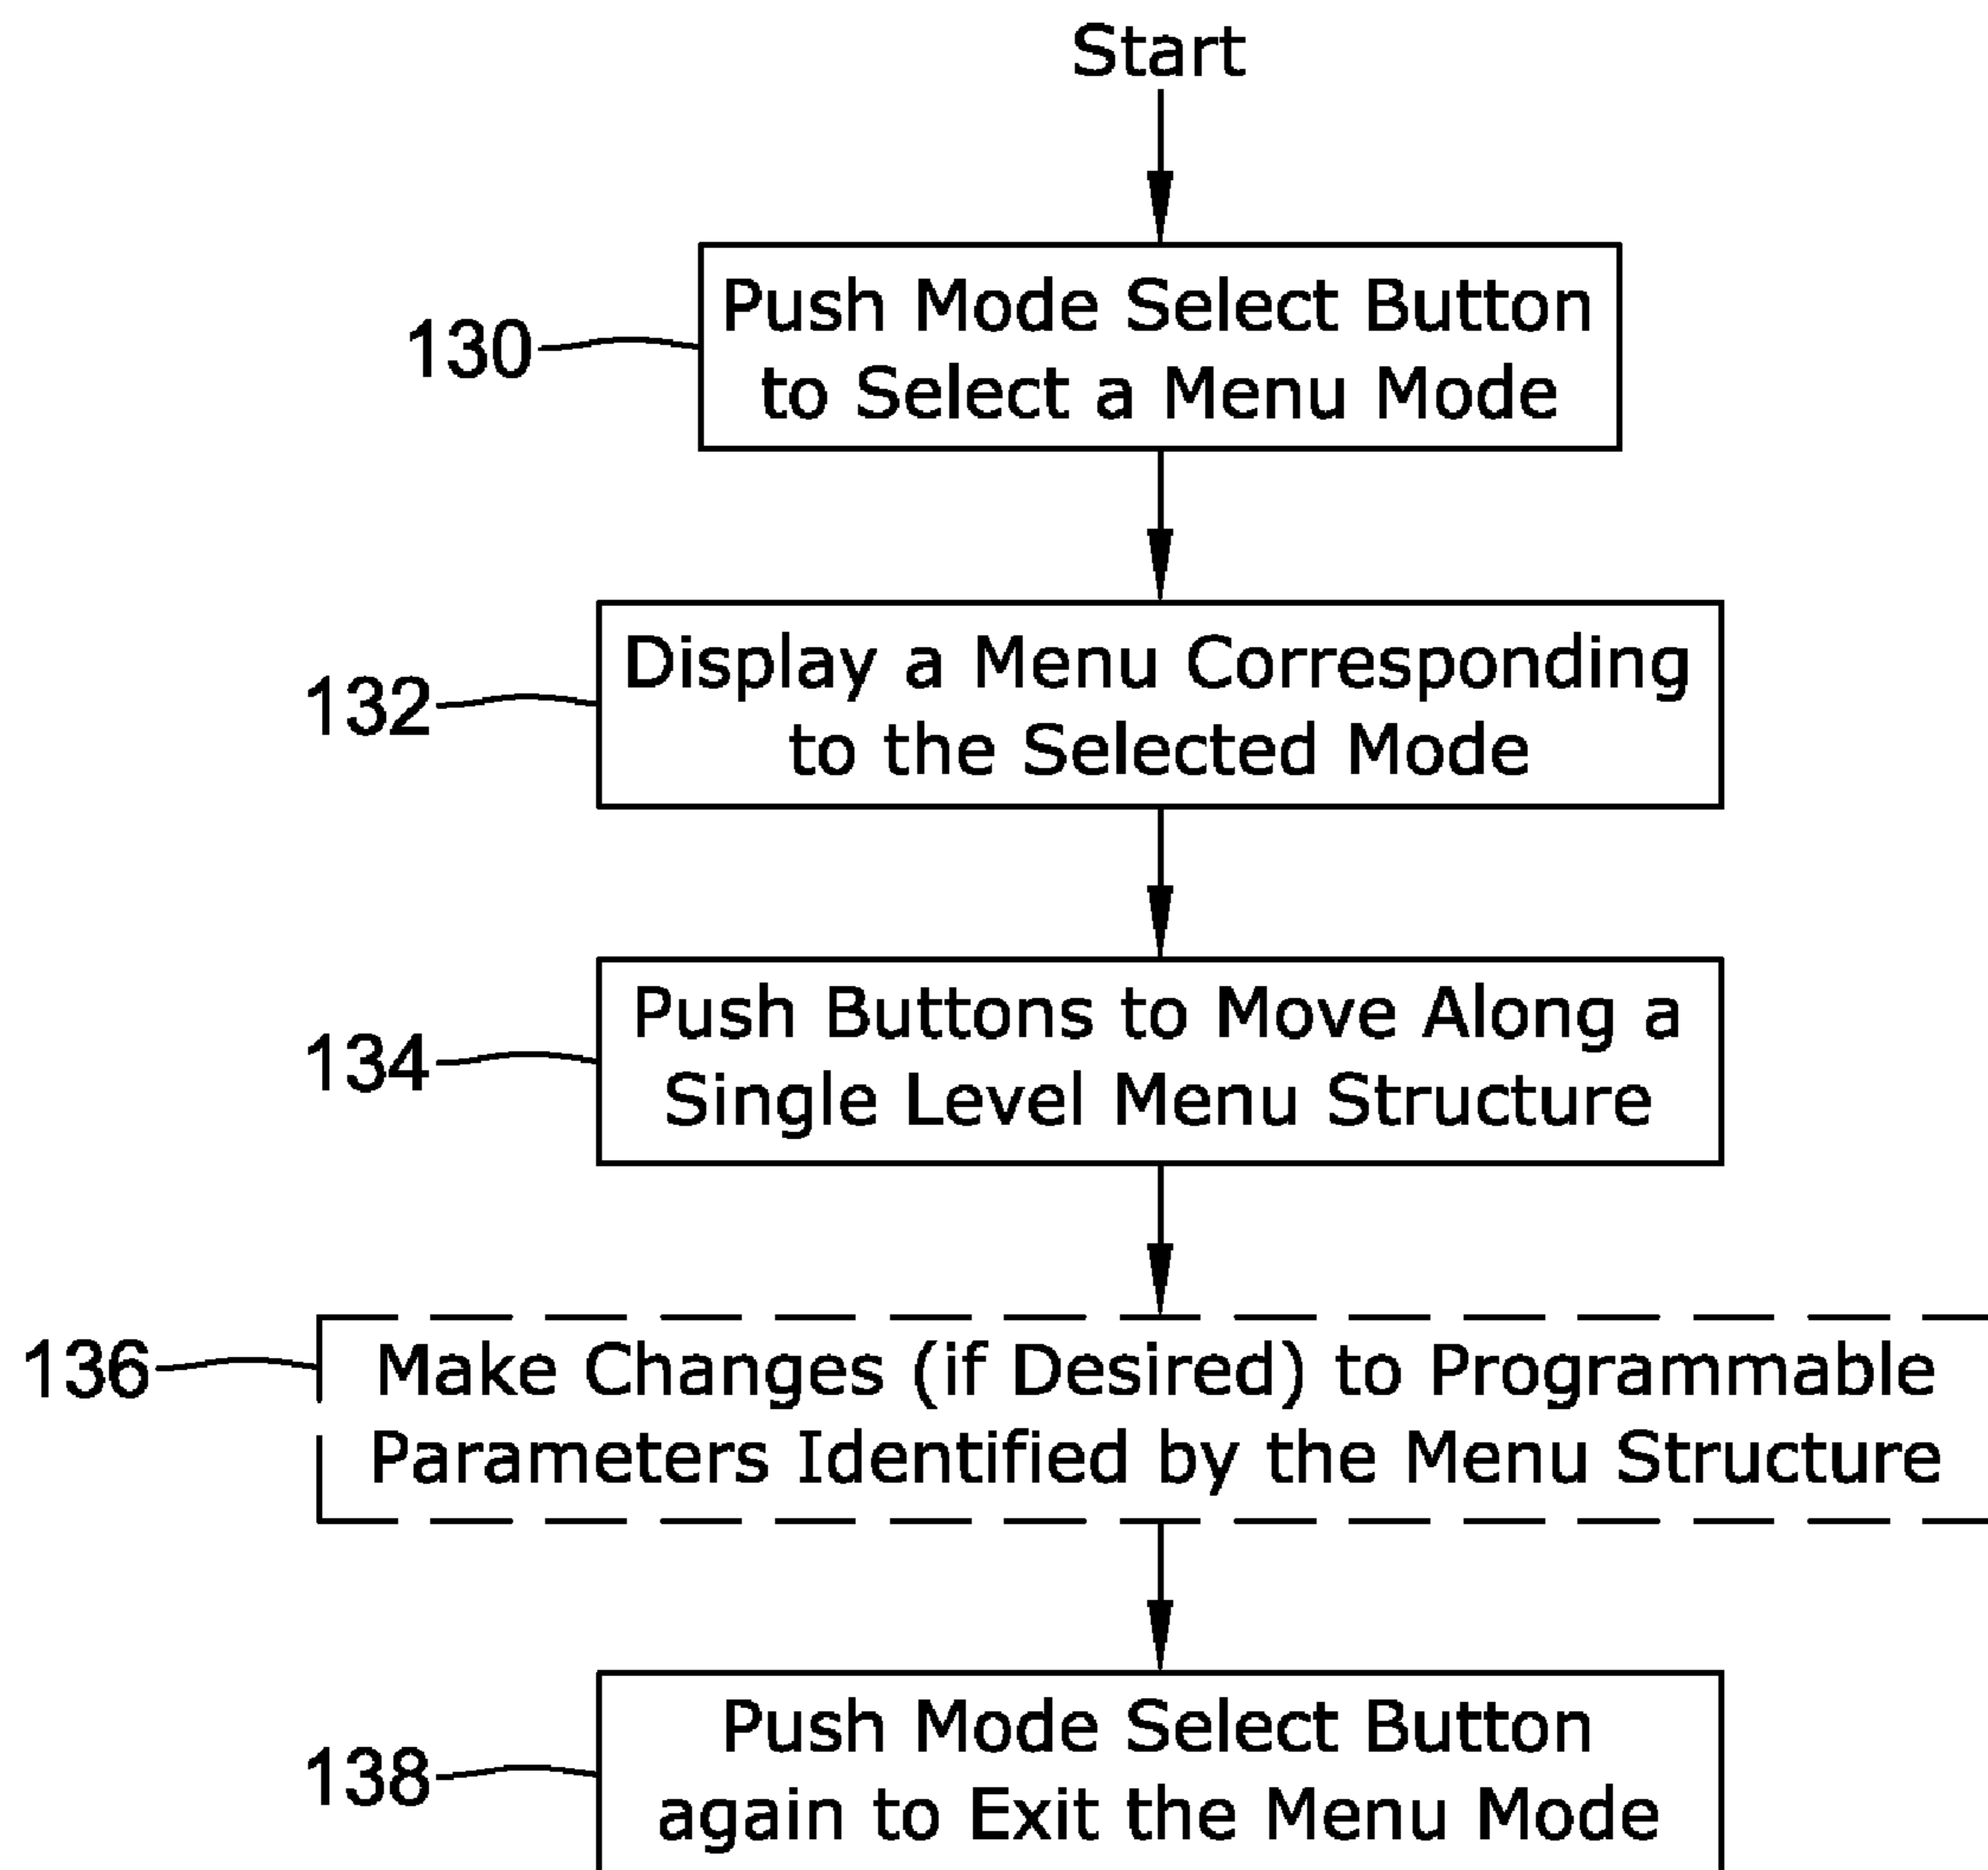 Start
130
Push Mode Select Button
to Select a Menu Mode
132
Display a Menu Corresponding
to the Selected Mode
134
Push Buttons to Move Along a
Single Level Menu Structure
136
Make Changes (if Desired) to Programmable
Parameters Identified by the Menu Structure
138
Push Mode Select Button
again to Exit the Menu Mode